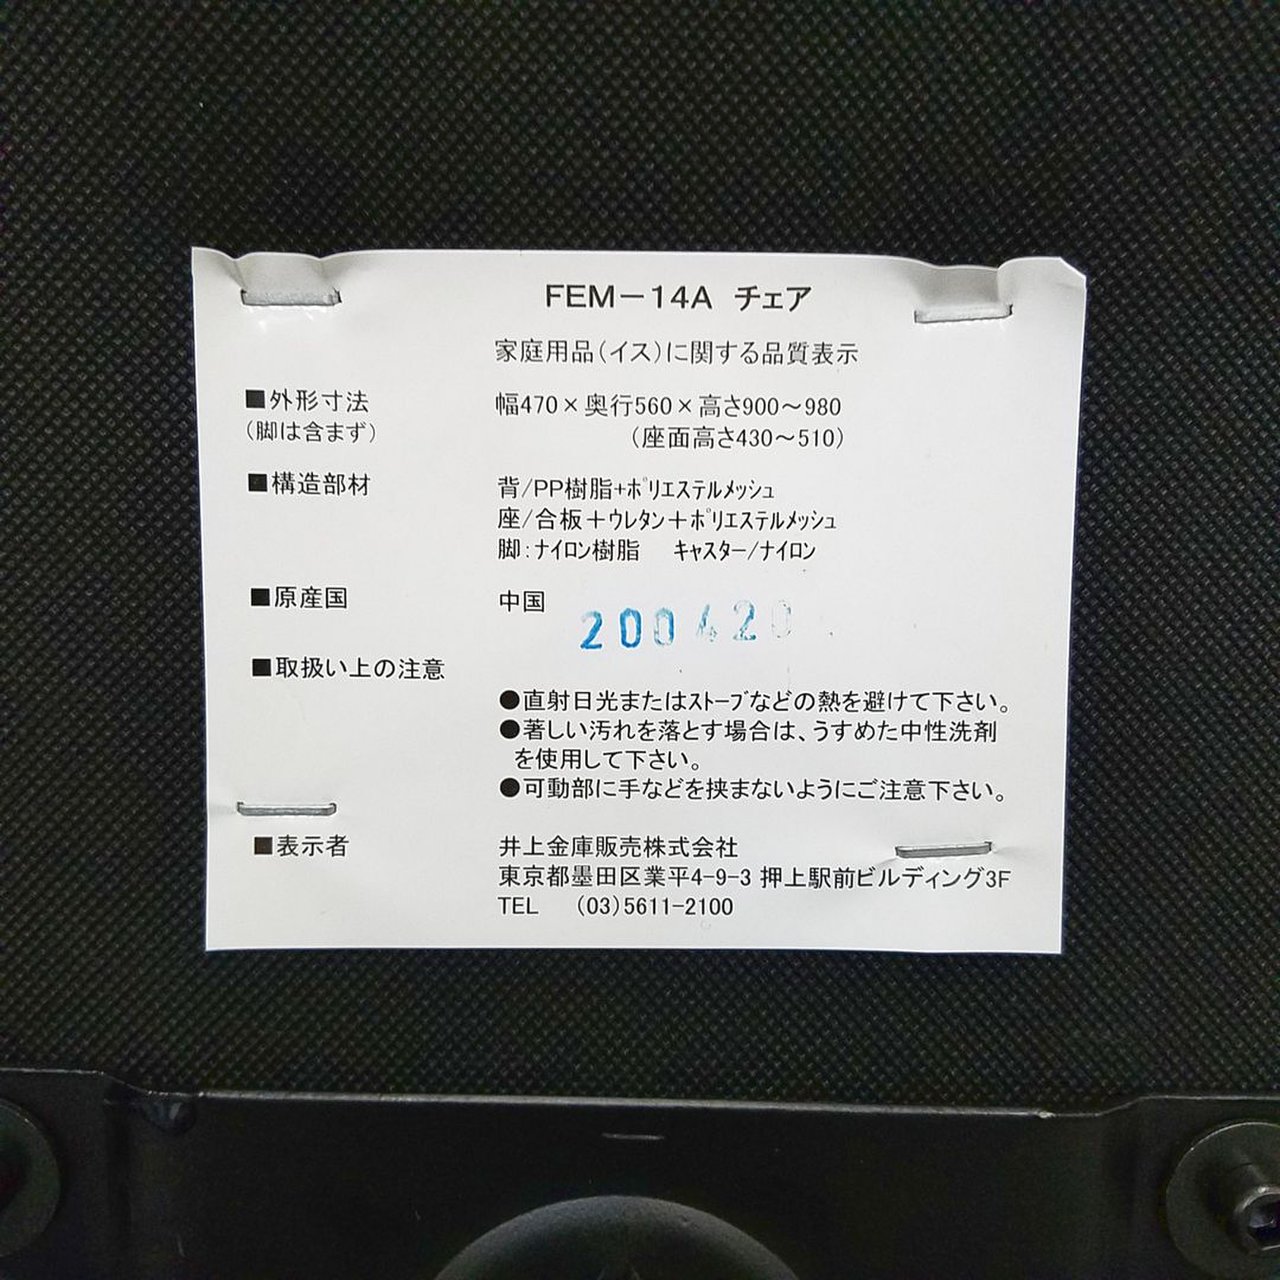 FEM－14A チェア
家庭用品（イス）に関する品質表示
■外形寸法 幅470×奥行560×高さ900～980
（脚は含まず） （座面高さ430～510）
■構造部材 背/PP樹脂+ﾎﾟﾘｴｽﾃﾙﾒｯｼｭ
座/合板＋ｳﾚﾀﾝ＋ﾎﾟﾘｴｽﾃﾙﾒｯｼｭ
脚：ﾅｲﾛﾝ樹脂 ｷｬｽﾀｰ/ﾅｲﾛﾝ
■原産国 中国 200420
■取扱い上の注意
●直射日光またはｽﾄｰﾌﾞなどの熱を避けて下さい。
●著しい汚れを落とす場合は、うすめた中性洗剤
を使用して下さい。
●可動部に手などを挟まないようにご注意下さい。
■表示者 井上金庫販売株式会社
東京都墨田区業平4-9-3 押上駅前ビルディング3F
TEL （03）5611-2100